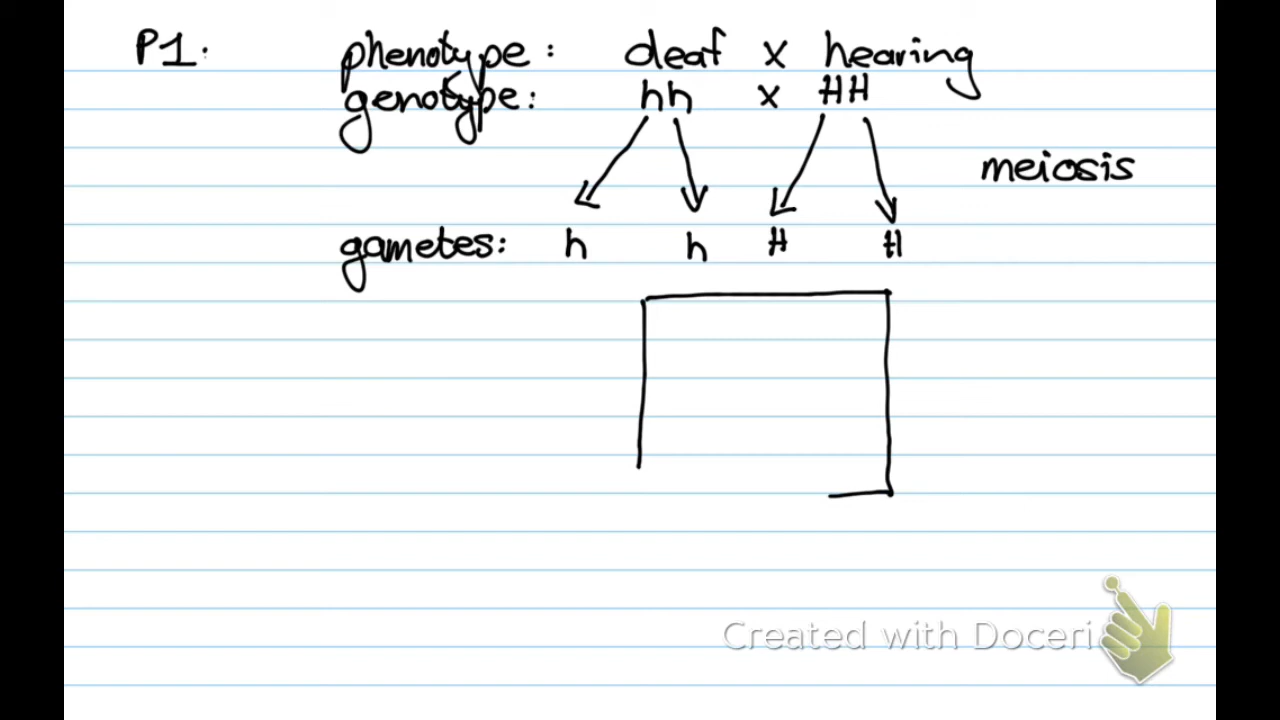 P1: phenotype: deaf x hearing
genotype: hh x HH
meiosis
gametes: h h H H
Created with Doceri